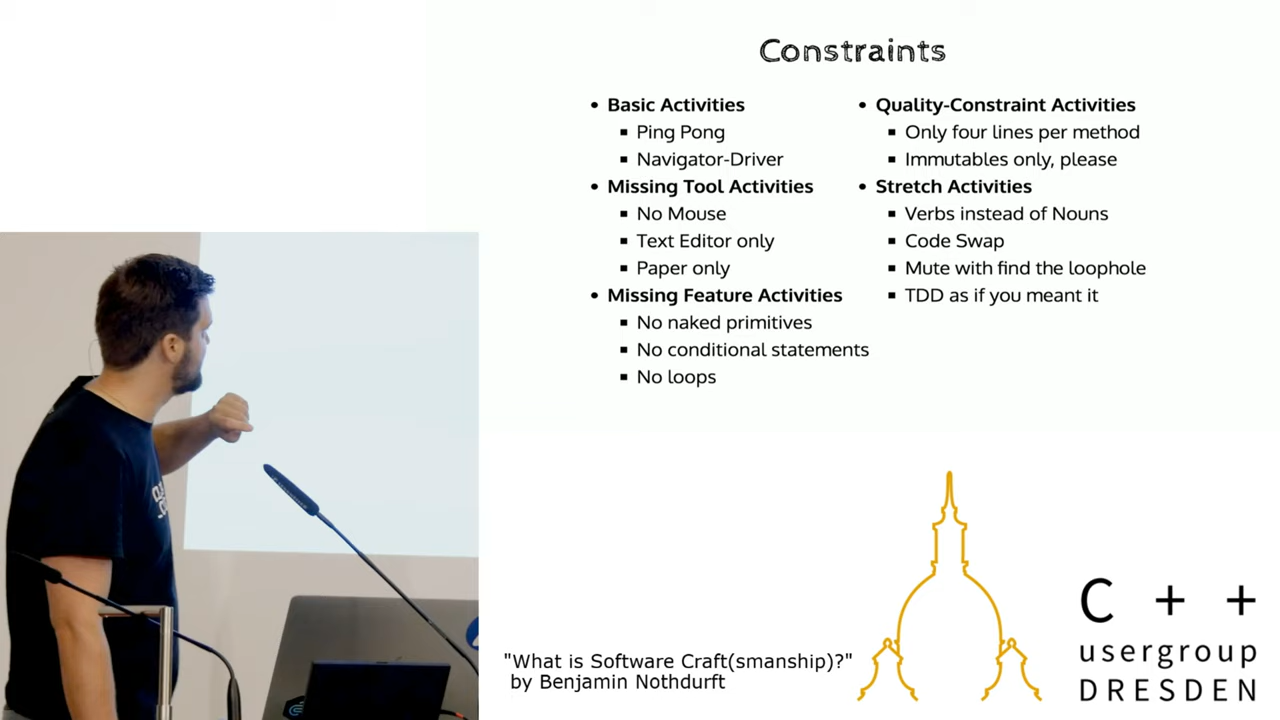 Constraints
Basic Activities
Ping Pong
Navigator-Driver
Missing Tool Activities
No Mouse
Text Editor only
Paper only
Missing Feature Activities
No naked primitives
No conditional statements
No loops
Quality-Constraint Activities
Only four lines per method
Immutables only, please
Stretch Activities
Verbs instead of Nouns
Code Swap
Mute with find the loophole
TDD as if you meant it
"What is Software Craft(smanship)?"
by Benjamin Nothdurft
C + +
usergroup
DRESDEN